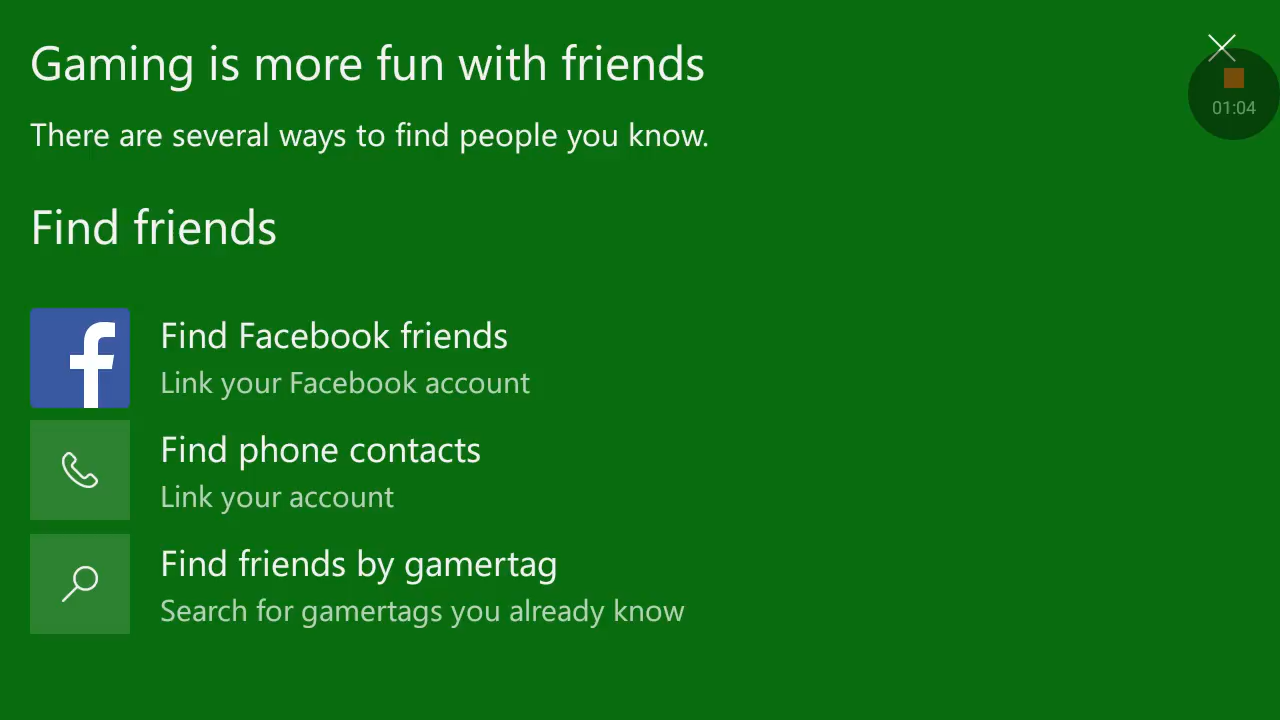 Gaming is more fun with friends
01:04
There are several ways to find people you know.
Find friends
Find Facebook friends
Link your Facebook account
Find phone contacts
Link your account
Find friends by gamertag
Search for gamertags you already know